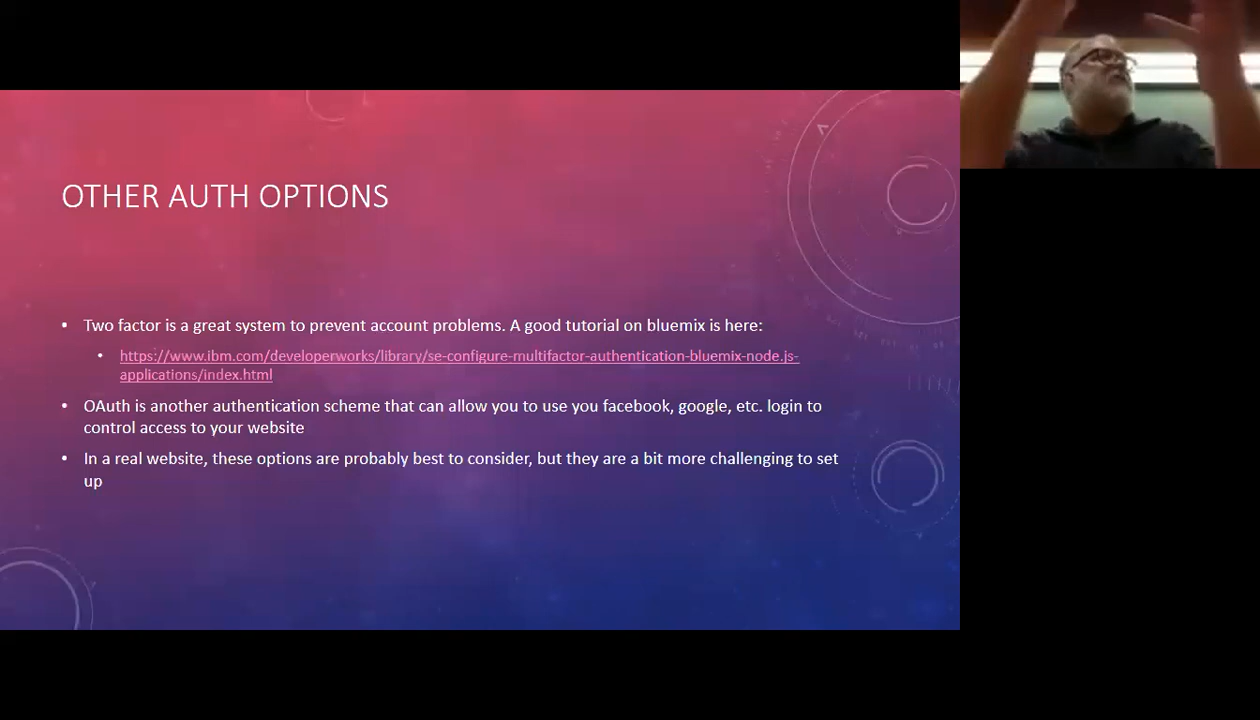 OTHER AUTH OPTIONS
• Two factor is a great system to prevent account problems. A good tutorial on bluemix is here:
• https://www.ibm.com/developerworks/library/se-configure-multifactor-authentication-bluemix-node.js-
applications/index.html
• OAuth is another authentication scheme that can allow you to use you facebook, google, etc. login to
control access to your website
• In a real website, these options are probably best to consider, but they are a bit more challenging to set
up